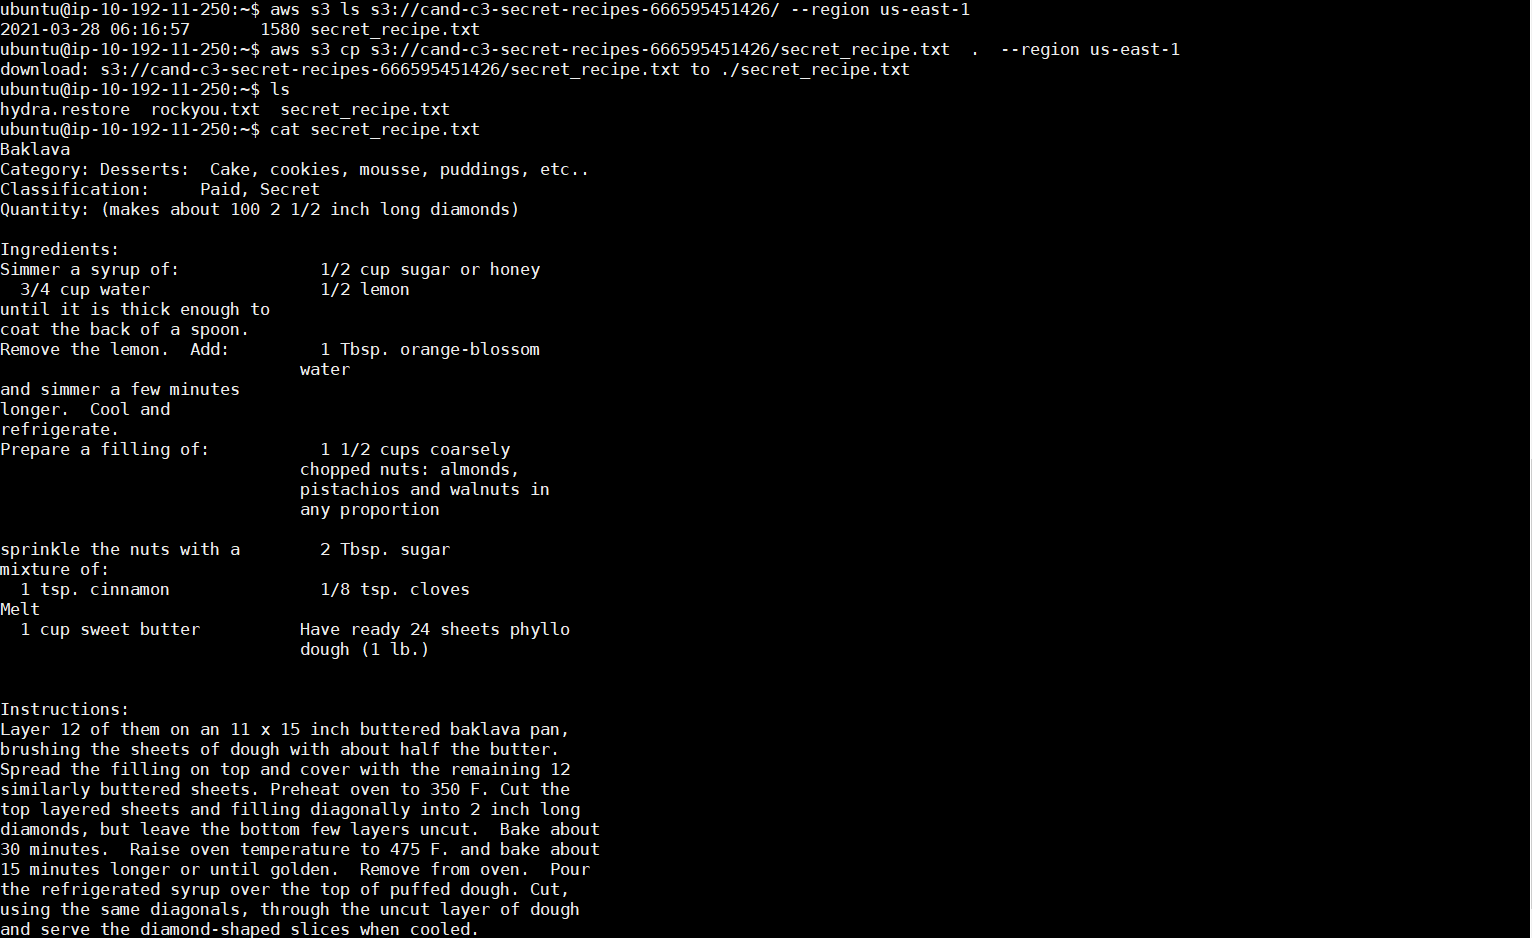 ubuntu@ip-10-192-11-250:~$ aws s3 ls s3://cand-c3-secret-recipes-666595451426/ --region us-east-1
2021-03-28 06:16:57       1580 secret_recipe.txt
ubuntu@ip-10-192-11-250:~$ aws s3 cp s3://cand-c3-secret-recipes-666595451426/secret_recipe.txt  .  --region us-east-1
download: s3://cand-c3-secret-recipes-666595451426/secret_recipe.txt to ./secret_recipe.txt
ubuntu@ip-10-192-11-250:~$ ls
hydra.restore  rockyou.txt  secret_recipe.txt
ubuntu@ip-10-192-11-250:~$ cat secret_recipe.txt
Baklava
Category: Desserts:  Cake, cookies, mousse, puddings, etc..
Classification:     Paid, Secret
Quantity: (makes about 100 2 1/2 inch long diamonds)

Ingredients:
Simmer a syrup of:              1/2 cup sugar or honey
  3/4 cup water                 1/2 lemon
until it is thick enough to
coat the back of a spoon.
Remove the lemon.  Add:         1 Tbsp. orange-blossom
                              water
and simmer a few minutes
longer.  Cool and
refrigerate.
Prepare a filling of:           1 1/2 cups coarsely
                              chopped nuts: almonds,
                              pistachios and walnuts in
                              any proportion

sprinkle the nuts with a        2 Tbsp. sugar
mixture of:
  1 tsp. cinnamon               1/8 tsp. cloves
Melt
  1 cup sweet butter          Have ready 24 sheets phyllo
                              dough (1 lb.)

Instructions:
Layer 12 of them on an 11 x 15 inch buttered baklava pan,
brushing the sheets of dough with about half the butter.
Spread the filling on top and cover with the remaining 12
similarly buttered sheets. Preheat oven to 350 F. Cut the
top layered sheets and filling diagonally into 2 inch long
diamonds, but leave the bottom few layers uncut.  Bake about
30 minutes.  Raise oven temperature to 475 F. and bake about
15 minutes longer or until golden.  Remove from oven.  Pour
the refrigerated syrup over the top of puffed dough. Cut,
using the same diagonals, through the uncut layer of dough
and serve the diamond-shaped slices when cooled.